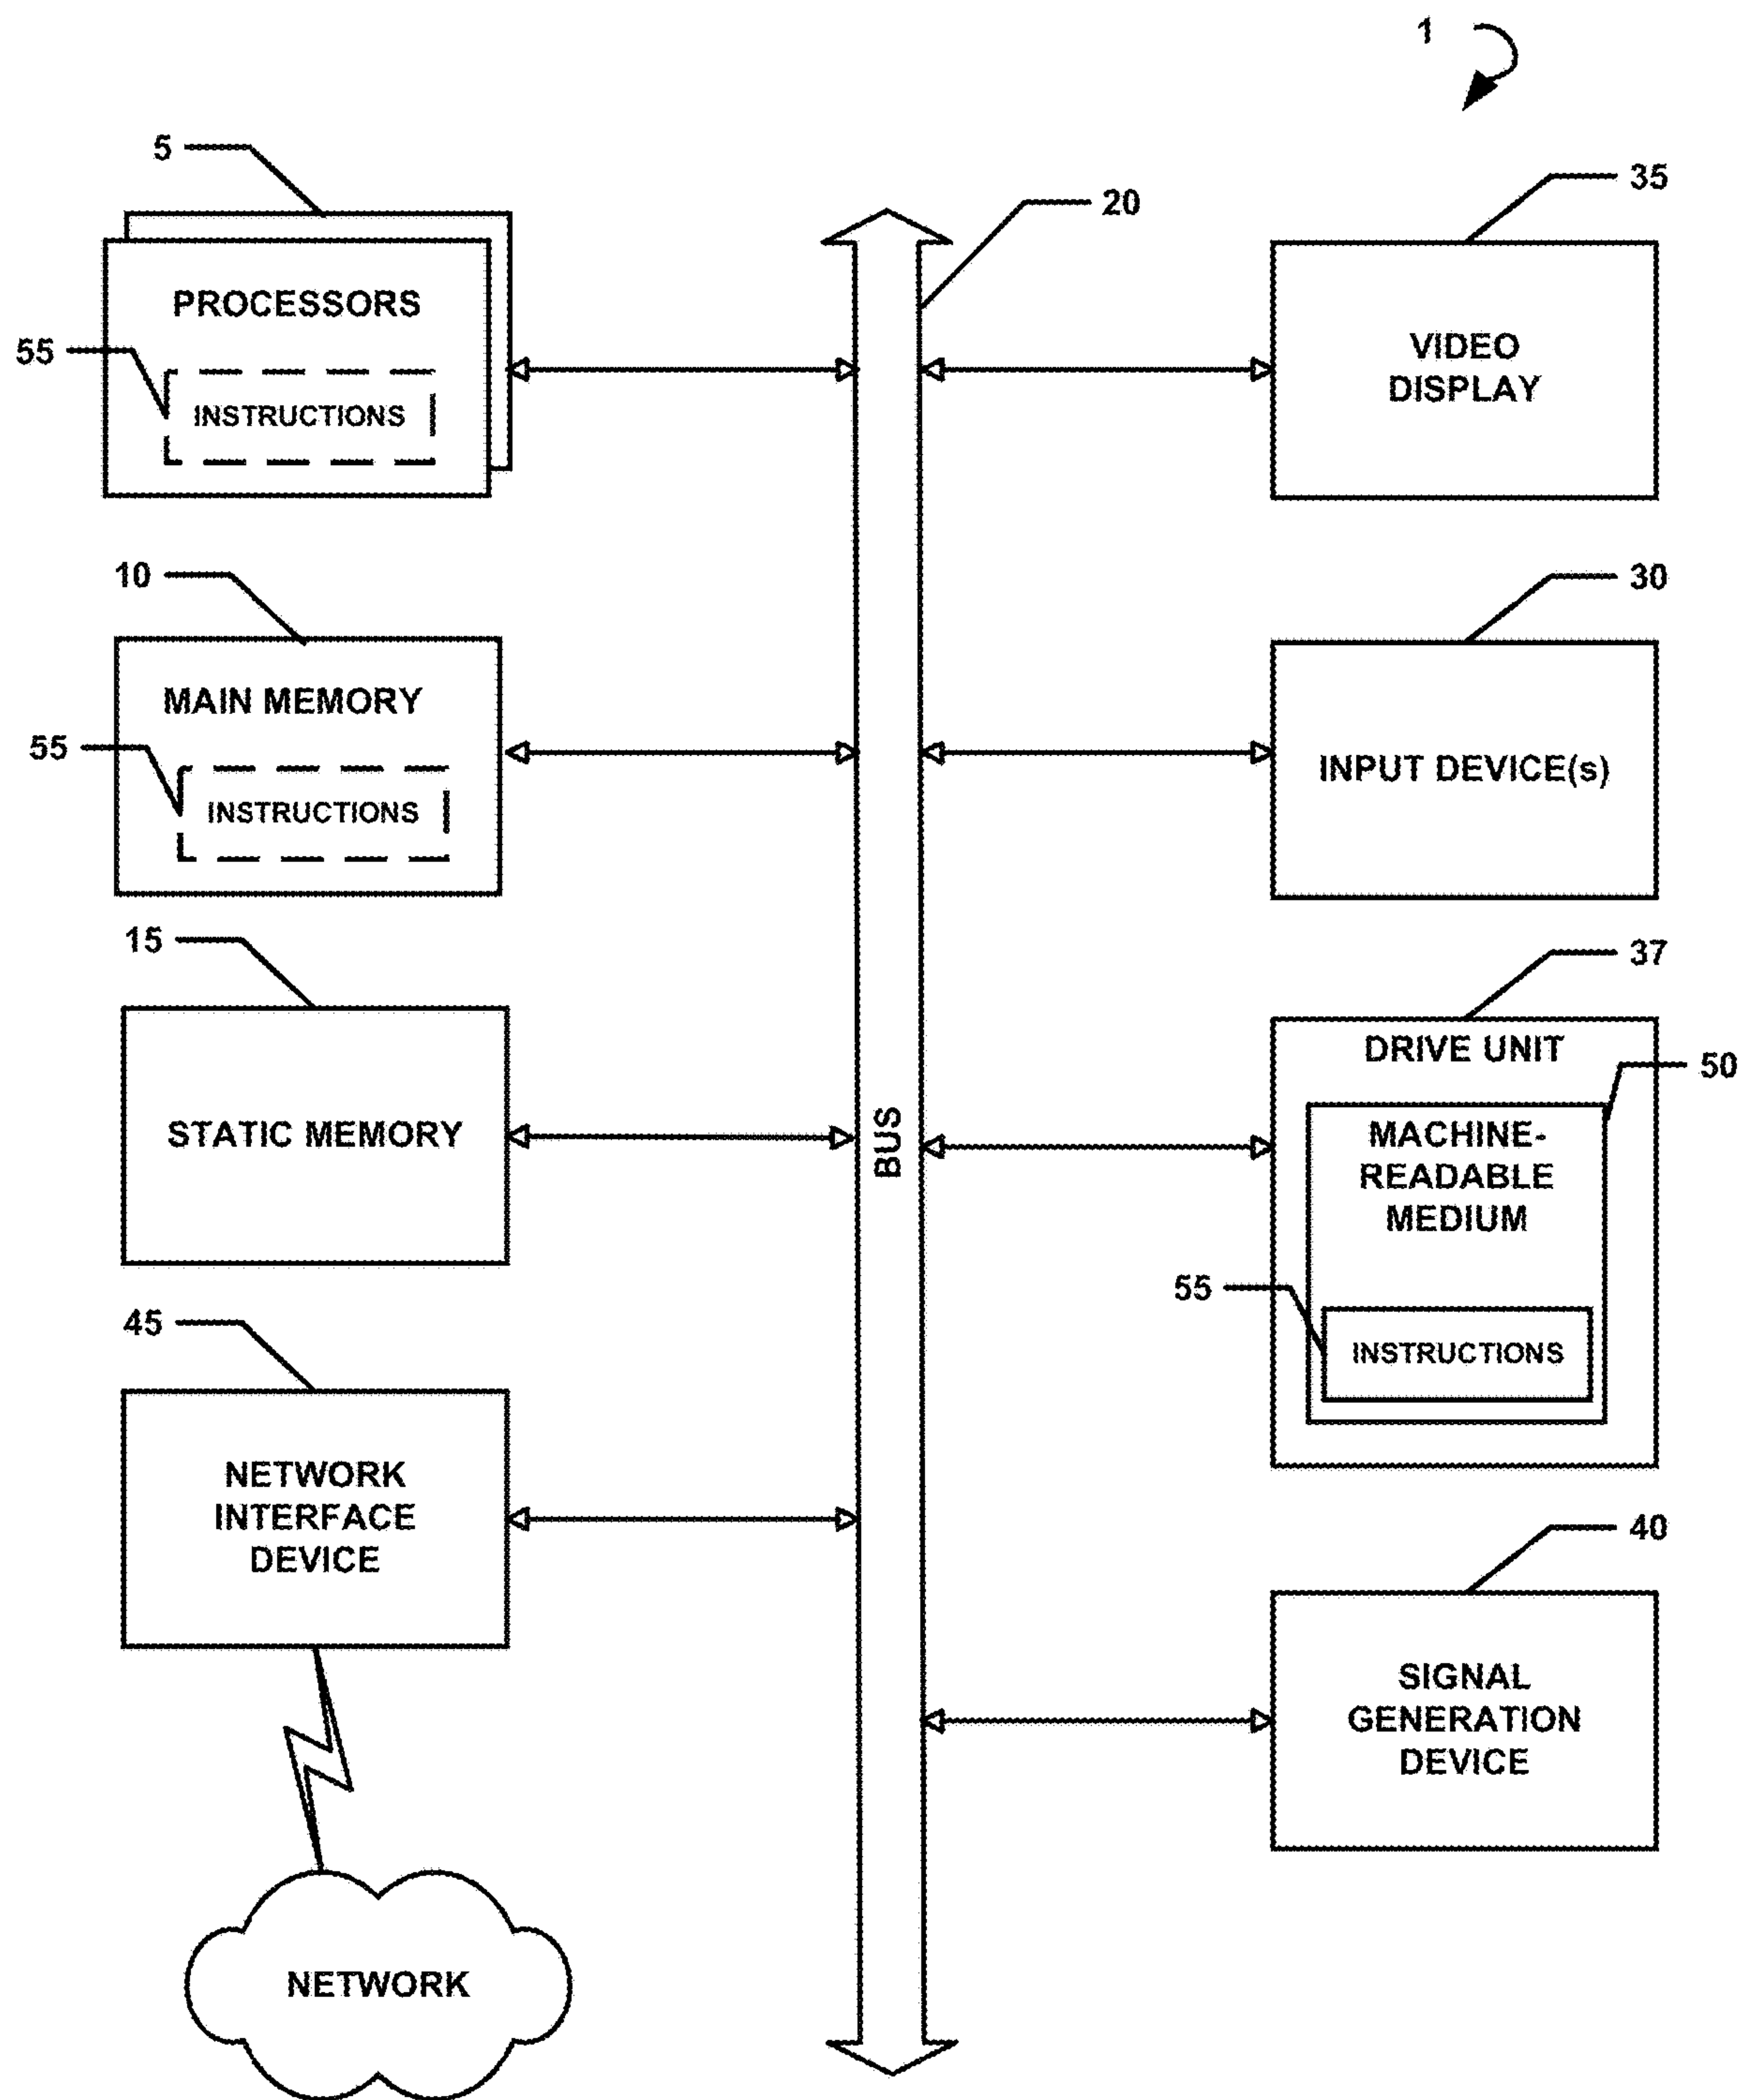 1
5
20
35
PROCESSORS
55
INSTRUCTIONS
VIDEO
DISPLAY
10
30
MAIN MEMORY
55
INSTRUCTIONS
INPUT DEVICE(s)
15
37
STATIC MEMORY
BUS
DRIVE UNIT
50
MACHINE-
READABLE
MEDIUM
55
INSTRUCTIONS
45
NETWORK
INTERFACE
DEVICE
40
SIGNAL
GENERATION
DEVICE
NETWORK